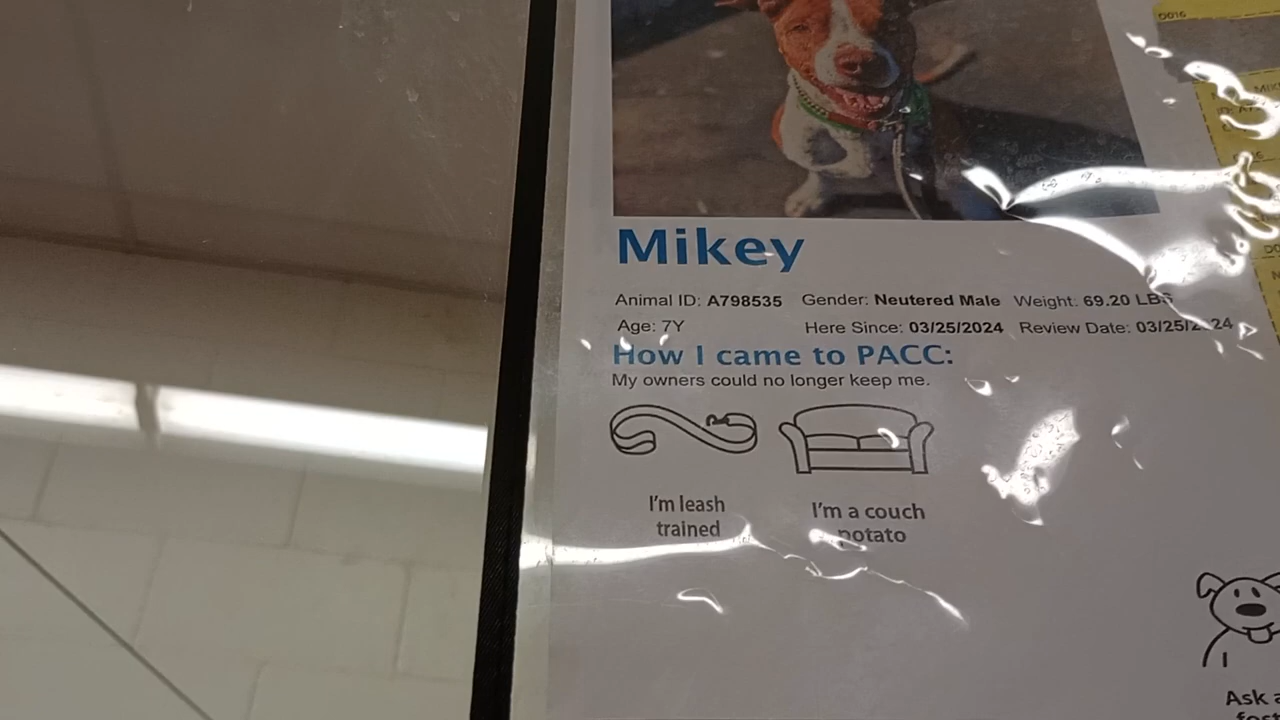 D016
Mikey
Animal ID: A798535 Gender: Neutered Male Weight: 69.20 LBS
Age: 7Y Here Since: 03/25/2024 Review Date: 03/25/2024
How I came to PACC:
My owners could no longer keep me.
I'm leash
trained
I'm a couch
potato
Ask